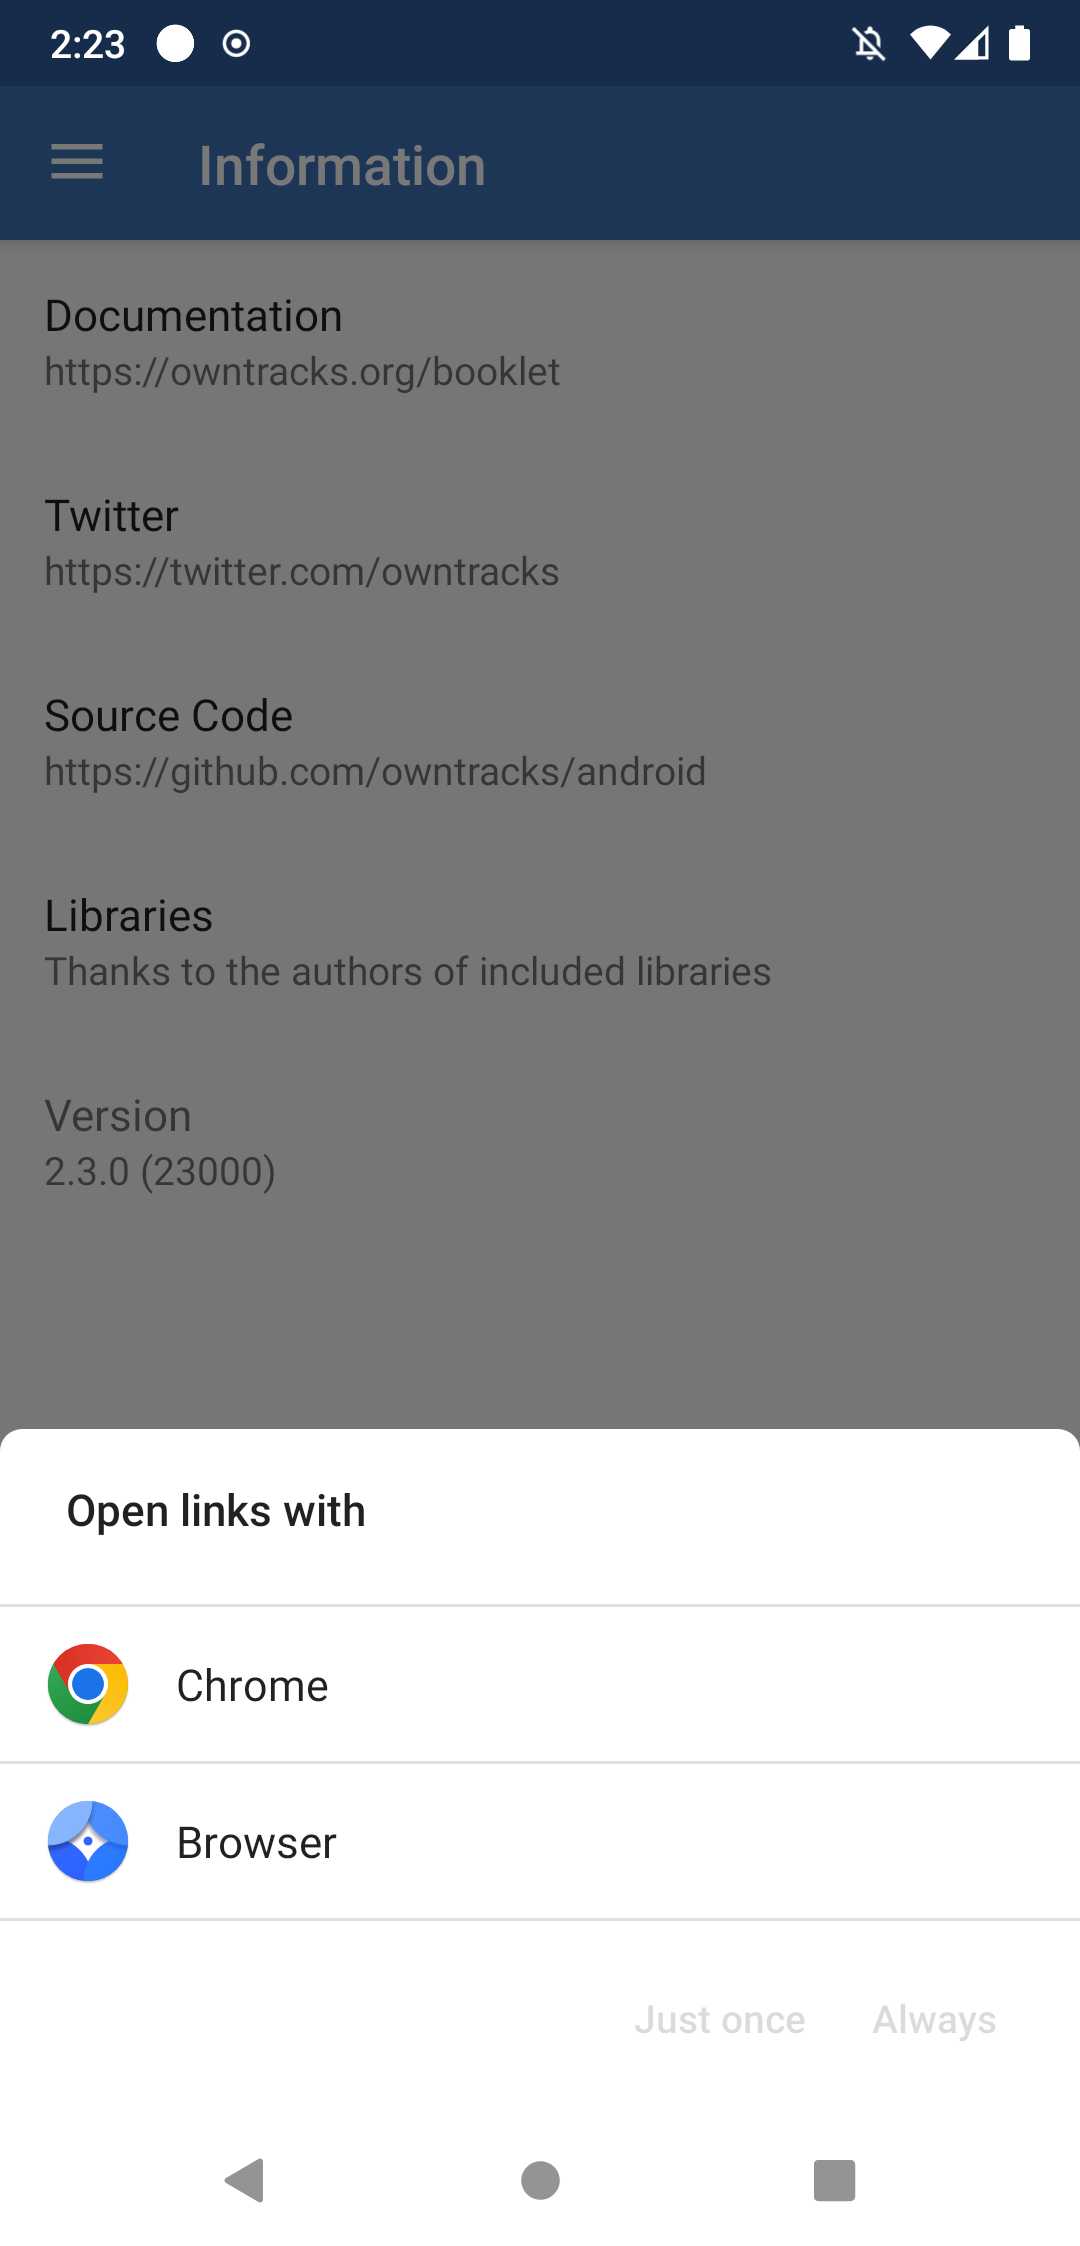 2:23
Information
Documentation
https://owntracks.org/booklet
Twitter
https://twitter.com/owntracks
Source Code
https://github.com/owntracks/android
Libraries
Thanks to the authors of included libraries
Version
2.3.0 (23000)
Open links with
Chrome
Browser
Just once Always